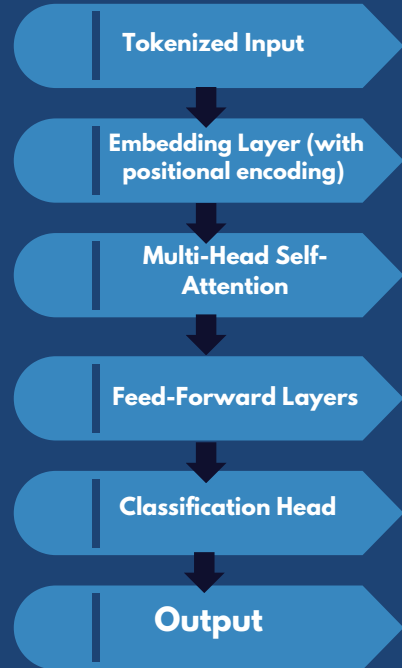 Tokenized Input
Embedding Layer (with
positional encoding)
Multi-Head Self-
Attention
Feed-Forward Layers
Classification Head
Output